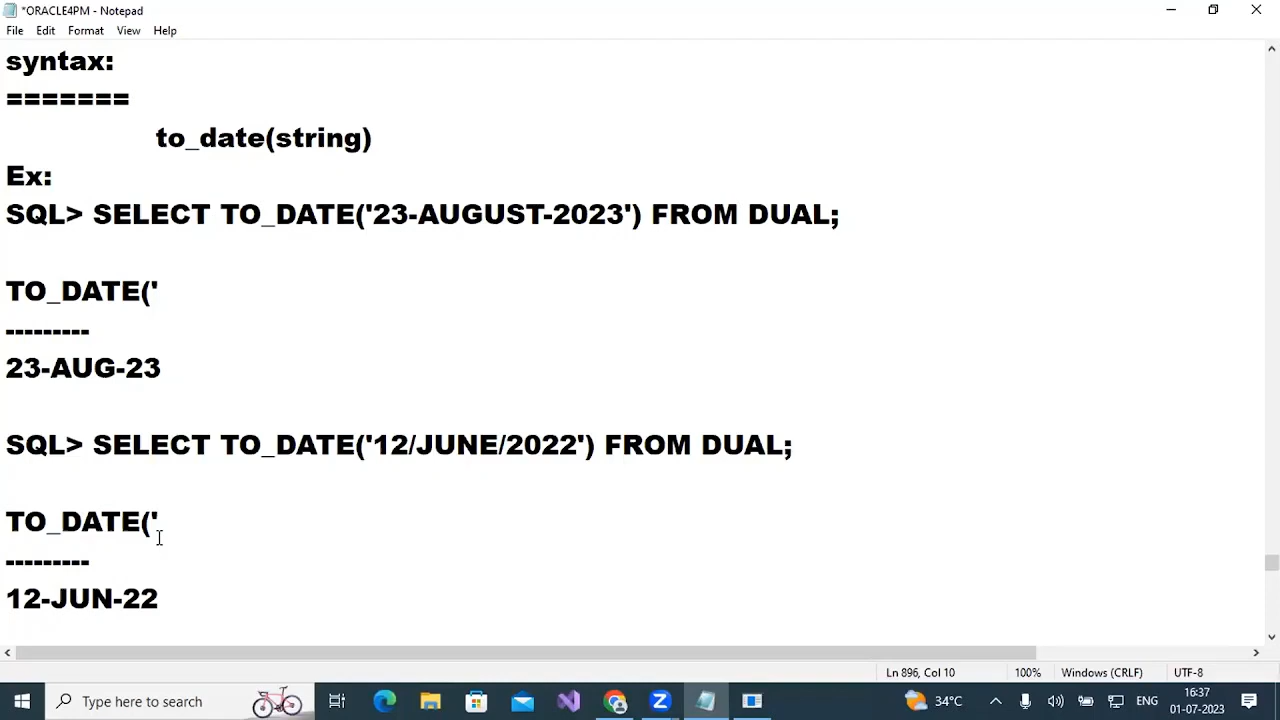 *ORACLE4PM - Notepad
File Edit Format View Help
syntax:
=======
to_date(string)
Ex:
SQL> SELECT TO_DATE('23-AUGUST-2023') FROM DUAL;
TO_DATE('
---------
23-AUG-23
SQL> SELECT TO_DATE('12/JUNE/2022') FROM DUAL;
TO_DATE('
---------
12-JUN-22
Ln 896, Col 10 100% Windows (CRLF) UTF-8
Type here to search 34°C ENG 16:37
01-07-2023